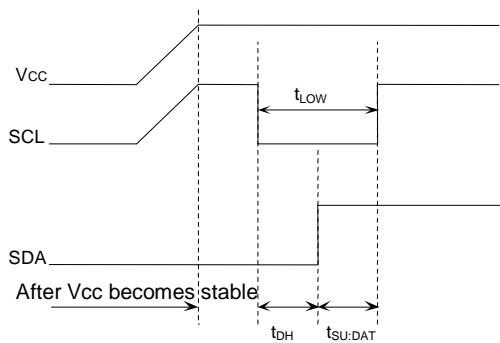 VCC
tLOW
SCL
SDA
After Vcc becomes stable
tDH
tSU:DAT